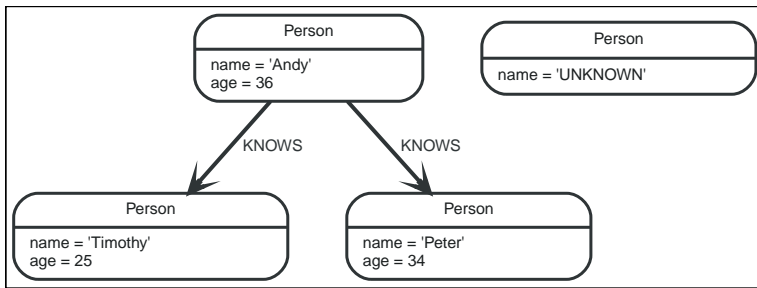 Person
name = 'Andy'
age = 36
Person
name = 'UNKNOWN'
KNOWS
KNOWS
Person
name = 'Timothy'
age = 25
Person
name = 'Peter'
age = 34